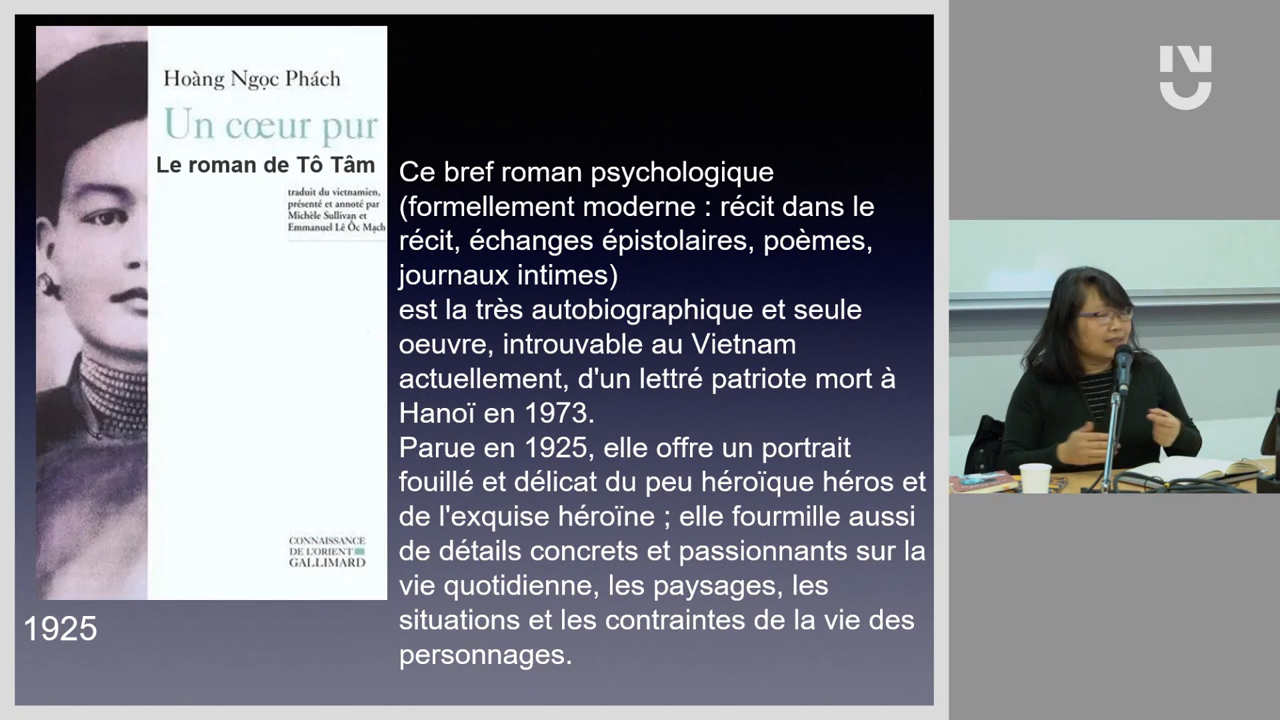 Hoàng Ngọc Phách
Un cœur pur
Le roman de Tô Tâm
traduit du vietnamien,
présenté et annoté par
Michèle Sullivan et
Emmanuel Lê Ốc Mạch
CONNAISSANCE
DE L'ORIENT
GALLIMARD
1925
Ce bref roman psychologique
(formellement moderne : récit dans le
récit, échanges épistolaires, poèmes,
journaux intimes)
est la très autobiographique et seule
oeuvre, introuvable au Vietnam
actuellement, d'un lettré patriote mort à
Hanoï en 1973.
Parue en 1925, elle offre un portrait
fouillé et délicat du peu héroïque héros et
de l'exquise héroïne ; elle fourmille aussi
de détails concrets et passionnants sur la
vie quotidienne, les paysages, les
situations et les contraintes de la vie des
personnages.